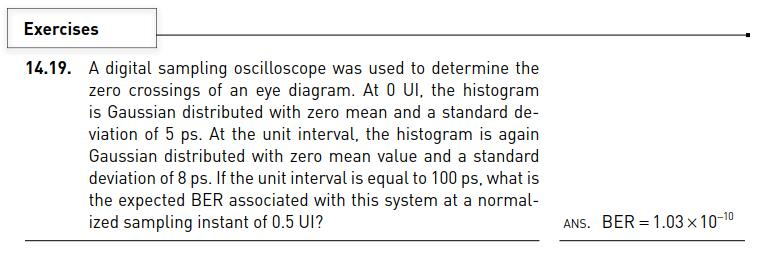 Exercises
14.19. A digital sampling oscilloscope was used to determine the
zero crossings of an eye diagram. At 0 UI, the histogram
is Gaussian distributed with zero mean and a standard de-
viation of 5 ps. At the unit interval, the histogram is again
Gaussian distributed with zero mean value and a standard
deviation of 8 ps. If the unit interval is equal to 100 ps, what is
the expected BER associated with this system at a normal-
ized sampling instant of 0.5 UI?
ANS. BER = 1.03 × 10⁻¹⁰